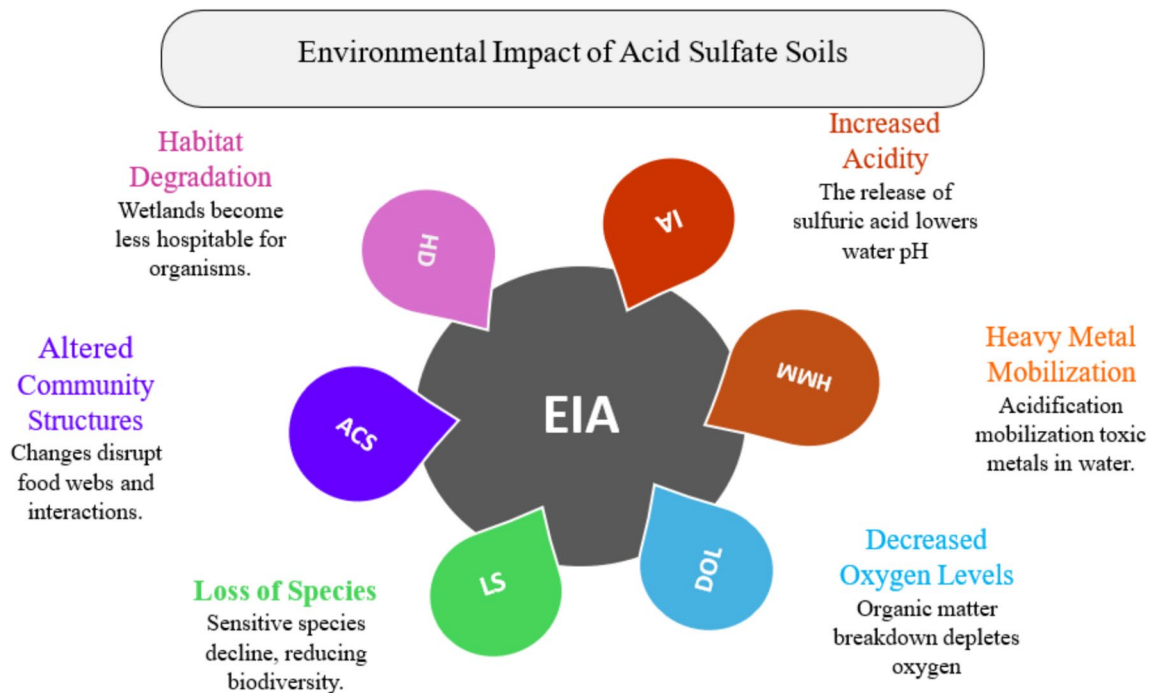 Environmental Impact of Acid Sulfate Soils
Habitat
Degradation
Wetlands become
less hospitable for
organisms.
Increased
Acidity
The release of
sulfuric acid lowers
water pH
HD
IA
Altered
Community
Structures
Changes disrupt
food webs and
interactions.
ACS
EIA
HMM
Heavy Metal
Mobilization
Acidification
mobilization toxic
metals in water.
Loss of Species
Sensitive species
decline, reducing
biodiversity.
LS
DOL
Decreased
Oxygen Levels
Organic matter
breakdown depletes
oxygen